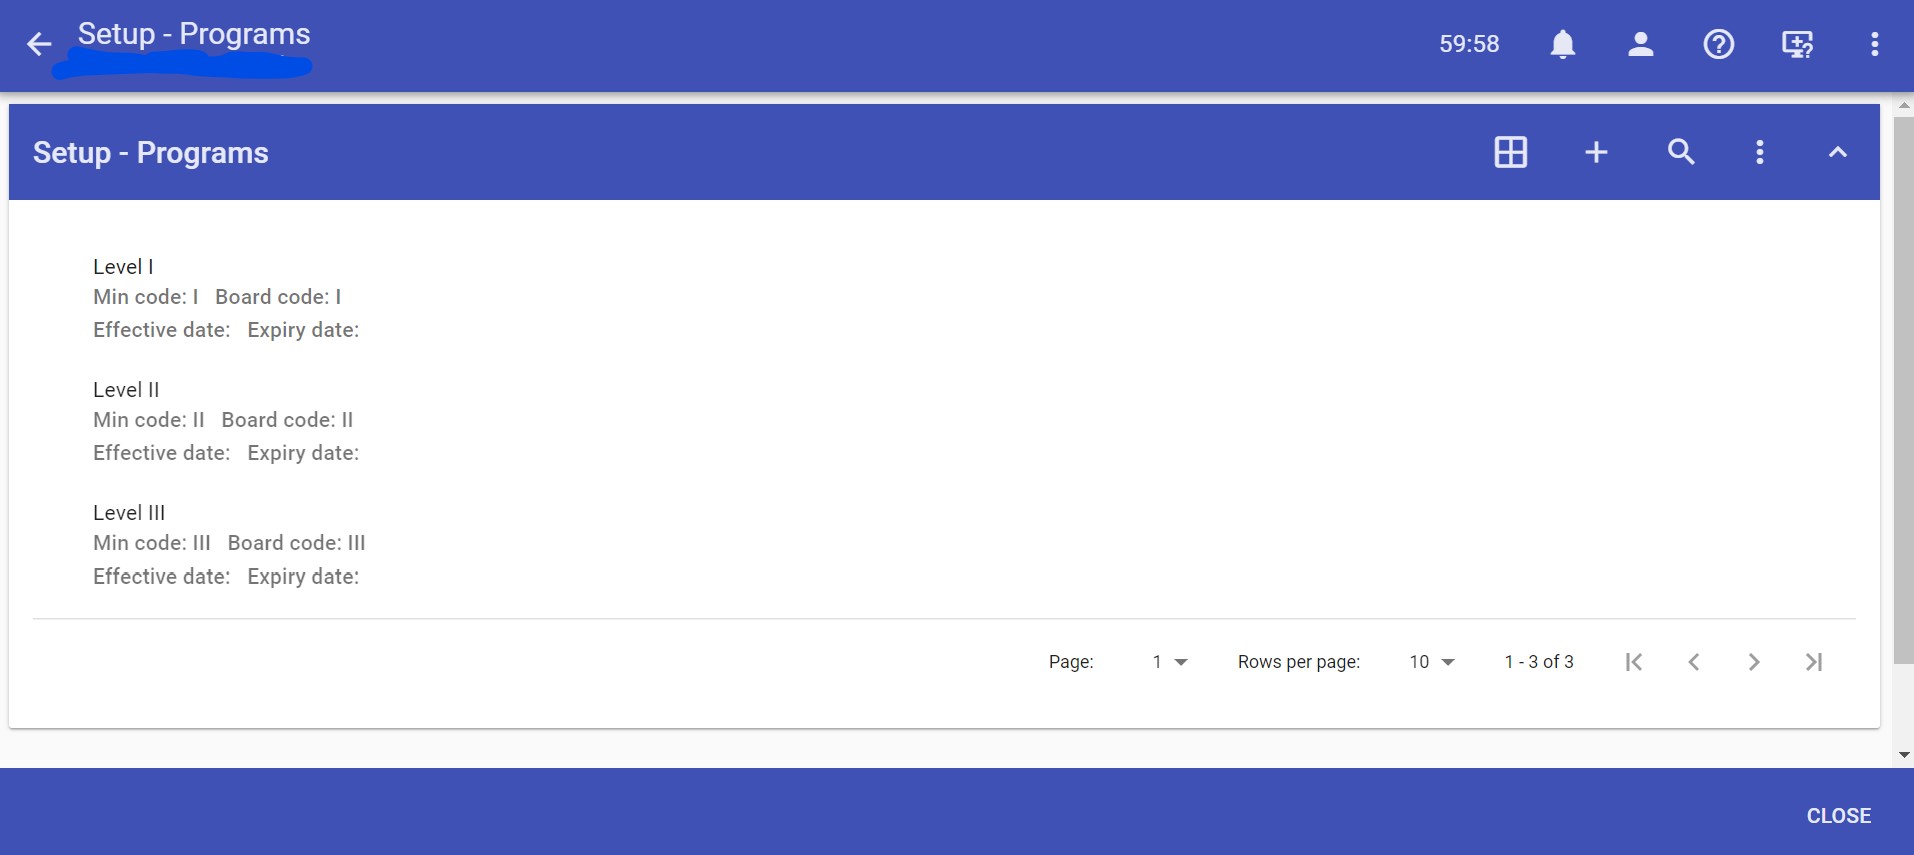 Setup - Programs
59:58
Setup - Programs
Level I
Min code: I Board code: I
Effective date: Expiry date:
Level II
Min code: II Board code: II
Effective date: Expiry date:
Level III
Min code: III Board code: III
Effective date: Expiry date:
Page: 1 Rows per page: 10 1 - 3 of 3
CLOSE